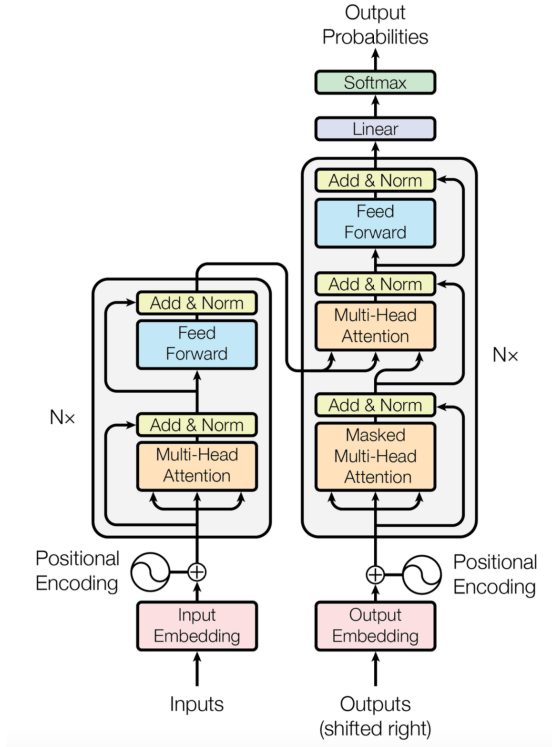 Output
Probabilities
Softmax
Linear
Add & Norm
Feed
Forward
Add & Norm
Multi-Head
Attention
Add & Norm
Masked
Multi-Head
Attention
N×
Add & Norm
Feed
Forward
Add & Norm
Multi-Head
Attention
N×
Positional
Encoding
Positional
Encoding
Input
Embedding
Output
Embedding
Inputs
Outputs
(shifted right)